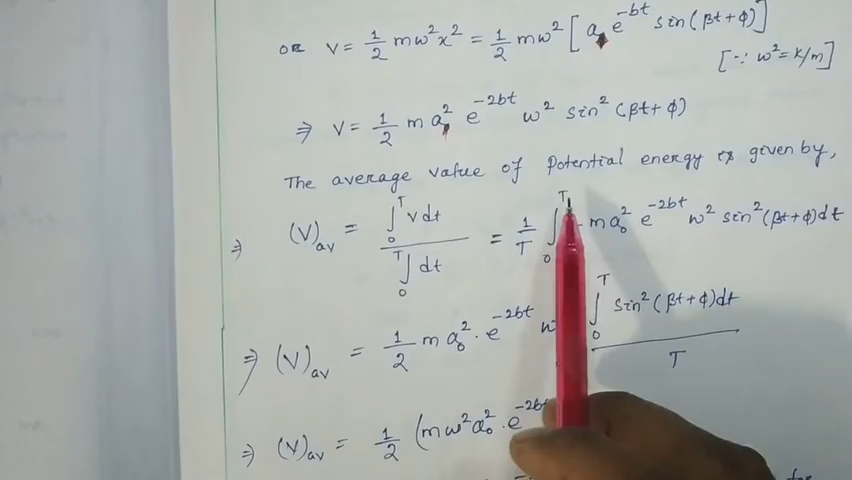 or V = 1/2 mω²x² = 1/2 mω² [a₀ e^-bt sin(βt+φ)]
[∵ ω² = k/m]
⇒ V = 1/2 m a₀² e^-2bt ω² sin²(βt+φ)
The average value of potential energy is given by,
⇒ (V)av = ∫₀ᵀ V dt / ∫₀ᵀ dt = 1/T ∫₀ᵀ m a₀² e^-2bt ω² sin²(βt+φ) dt
⇒ (V)av = 1/2 m a₀² . e^-2bt ω ∫₀ᵀ sin²(βt+φ) dt / T
⇒ (V)av = 1/2 (mω²a₀² . e^-2bt